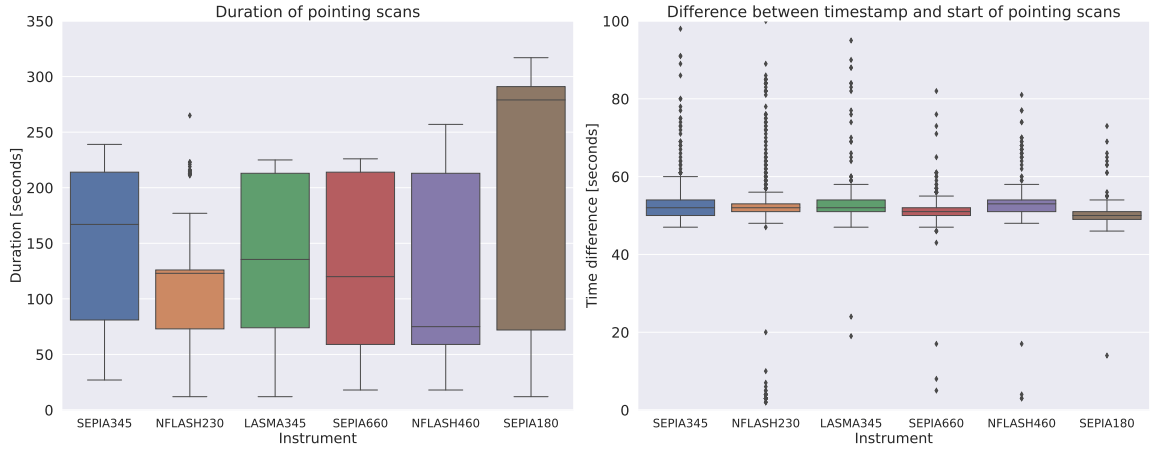 Duration of pointing scans
350
300
250
200
150
100
50
0
Duration [seconds]
SEPIA345 NFLASH230 LASMA345 SEPIA660 NFLASH460 SEPIA180
Instrument
Difference between timestamp and start of pointing scans
100
80
60
40
20
0
Time difference [seconds]
SEPIA345 NFLASH230 LASMA345 SEPIA660 NFLASH460 SEPIA180
Instrument